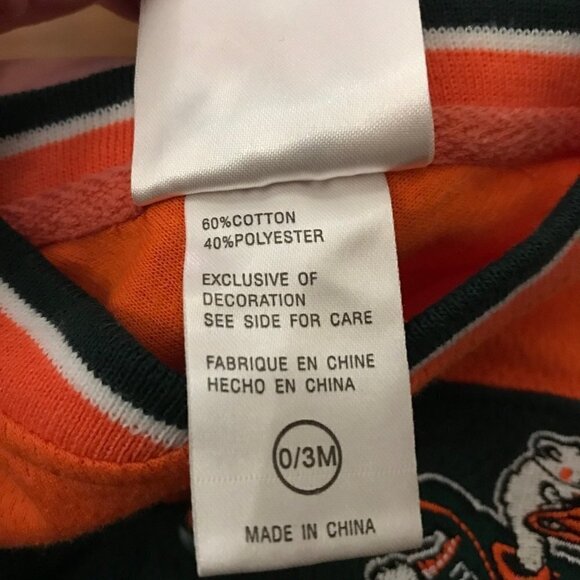 60%COTTON
40%POLYESTER
EXCLUSIVE OF
DECORATION
SEE SIDE FOR CARE
FABRIQUE EN CHINE
HECHO EN CHINA
0/3M
MADE IN CHINA